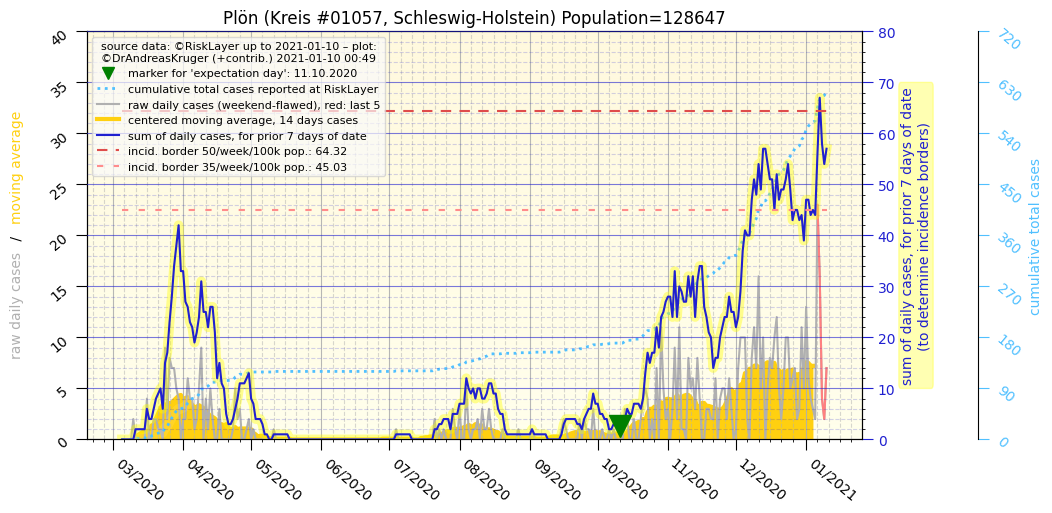 Plön (Kreis #01057, Schleswig-Holstein) Population=128647
source data: ©RiskLayer up to 2021-01-10 – plot:
©DrAndreasKruger (+contrib.) 2021-01-10 00:49
marker for 'expectation day': 11.10.2020
cumulative total cases reported at RiskLayer
raw daily cases (weekend-flawed), red: last 5
centered moving average, 14 days cases
sum of daily cases, for prior 7 days of date
incid. border 50/week/100k pop.: 64.32
incid. border 35/week/100k pop.: 45.03
raw daily cases / moving average
40
35
30
25
20
15
10
5
0
03/2020
04/2020
05/2020
06/2020
07/2020
08/2020
09/2020
10/2020
11/2020
12/2020
01/2021
80
70
60
50
40
30
20
10
0
sum of daily cases, for prior 7 days of date
(to determine incidence borders)
720
630
540
450
360
270
180
90
0
cumulative total cases